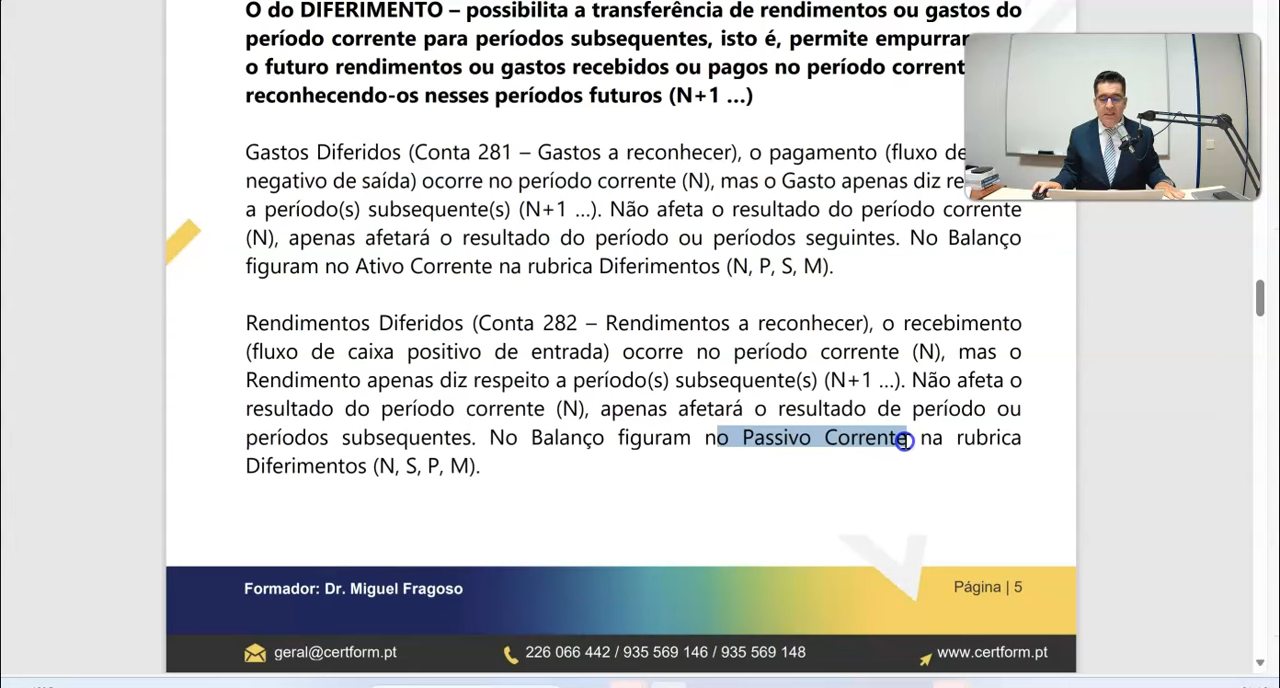 O do DIFERIMENTO – possibilita a transferência de rendimentos ou gastos do
período corrente para períodos subsequentes, isto é, permite empurrar
o futuro rendimentos ou gastos recebidos ou pagos no período corrent
reconhecendo-os nesses períodos futuros (N+1 ...)
Gastos Diferidos (Conta 281 – Gastos a reconhecer), o pagamento (fluxo de
negativo de saída) ocorre no período corrente (N), mas o Gasto apenas diz re
a período(s) subsequente(s) (N+1 ...). Não afeta o resultado do período corrente
(N), apenas afetará o resultado do período ou períodos seguintes. No Balanço
figuram no Ativo Corrente na rubrica Diferimentos (N, P, S, M).
Rendimentos Diferidos (Conta 282 – Rendimentos a reconhecer), o recebimento
(fluxo de caixa positivo de entrada) ocorre no período corrente (N), mas o
Rendimento apenas diz respeito a período(s) subsequente(s) (N+1 ...). Não afeta o
resultado do período corrente (N), apenas afetará o resultado de período ou
períodos subsequentes. No Balanço figuram no Passivo Corrente na rubrica
Diferimentos (N, S, P, M).
Formador: Dr. Miguel Fragoso
Página | 5
geral@certform.pt
226 066 442 / 935 569 146 / 935 569 148
www.certform.pt